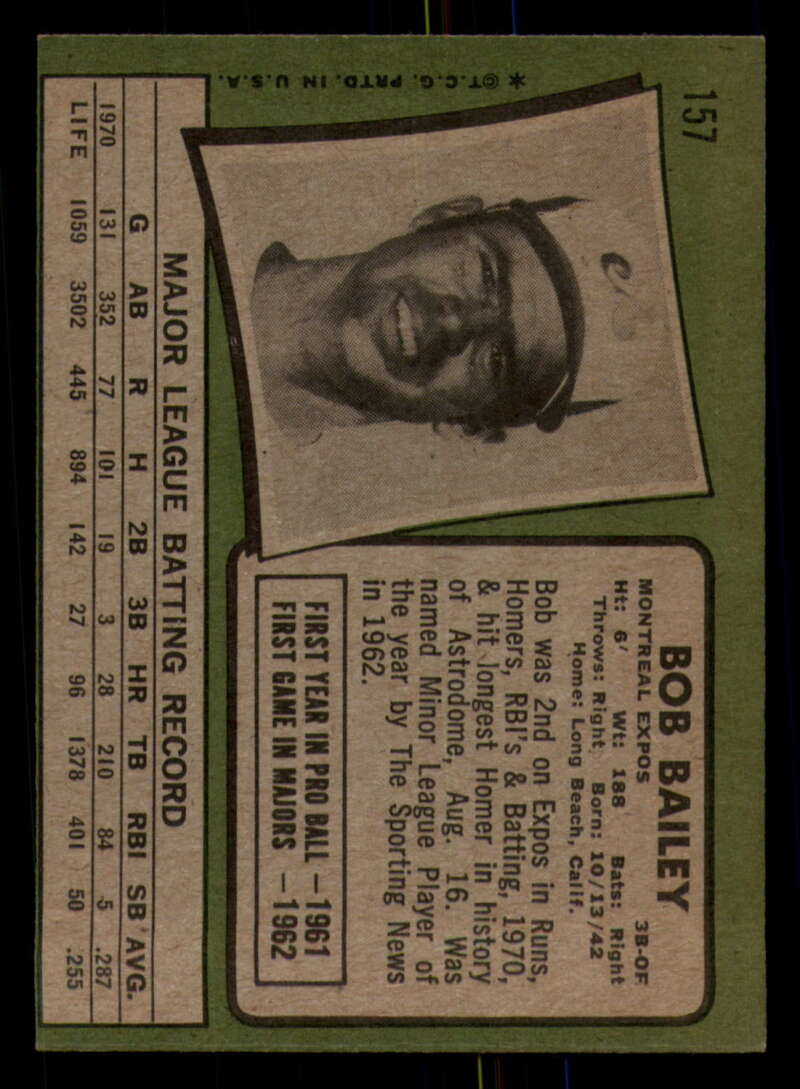 157
BOB BAILEY
MONTREAL EXPOS 3B-OF
Ht: 6' Wt: 188 Bats: Right
Throws: Right Born: 10/13/42
Home: Long Beach, Calif.
Bob was 2nd on Expos in Runs,
Homers, RBI's & Batting, 1970,
& hit longest Homer in history
of Astrodome, Aug. 16. Was
named Minor League Player of
the year by The Sporting News
in 1962.
FIRST YEAR IN PRO BALL — 1961
FIRST GAME IN MAJORS — 1962
*©T.C.G. PRTD. IN U.S.A.
MAJOR LEAGUE BATTING RECORD
G AB R H 2B 3B HR TB RBI SB AVG.
1970 131 352 77 101 19 3 28 210 84 5 .287
LIFE 1059 3502 445 894 142 27 96 1378 401 50 .255